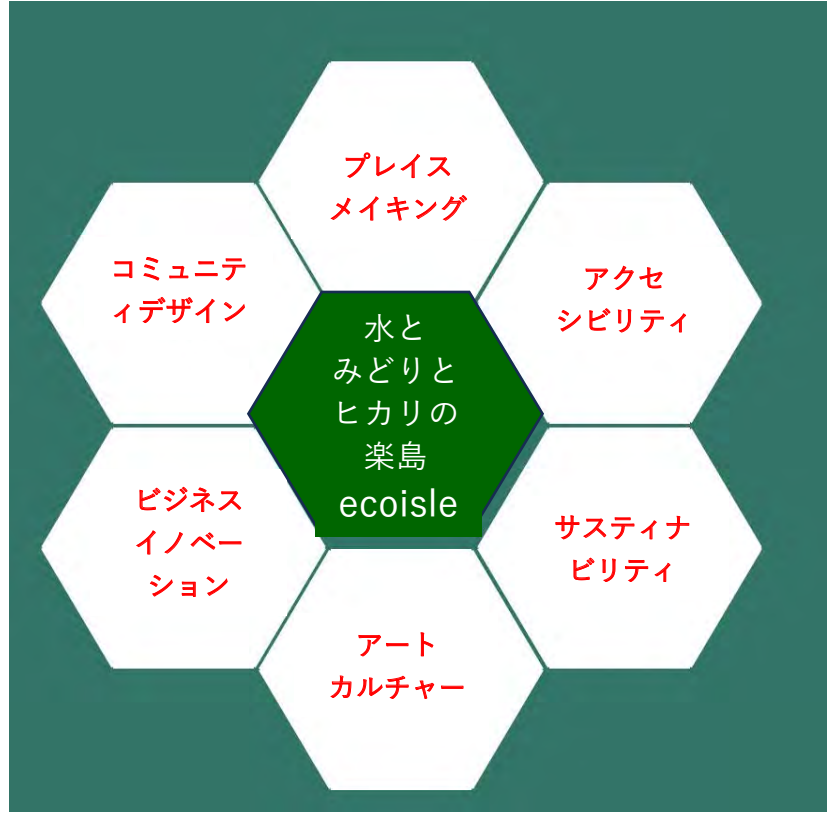 プレイス
メイキング
コミュニテ
ィデザイン
アクセ
シビリティ
水と
みどりと
ヒカリの
楽島
ecoisle
ビジネス
イノベー
ション
サスティナ
ビリティ
アート
カルチャー